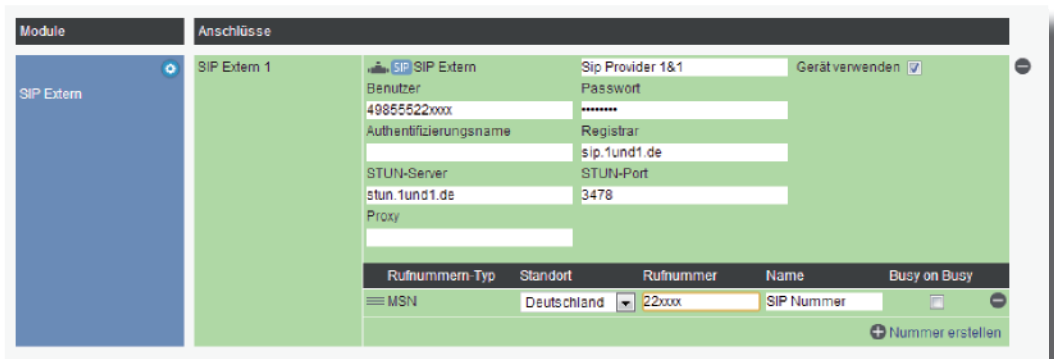 Module Anschlüsse
SIP Extern
SIP Extern 1
SIP SIP Extern Sip Provider 1&1 Gerät verwenden
Benutzer Passwort
49855522xxxx ••••••••
Authentifizierungsname Registrar
sip.1und1.de
STUN-Server STUN-Port
stun.1und1.de 3478
Proxy
Rufnummern-Typ Standort Rufnummer Name Busy on Busy
MSN Deutschland 22xxxx SIP Nummer
Nummer erstellen